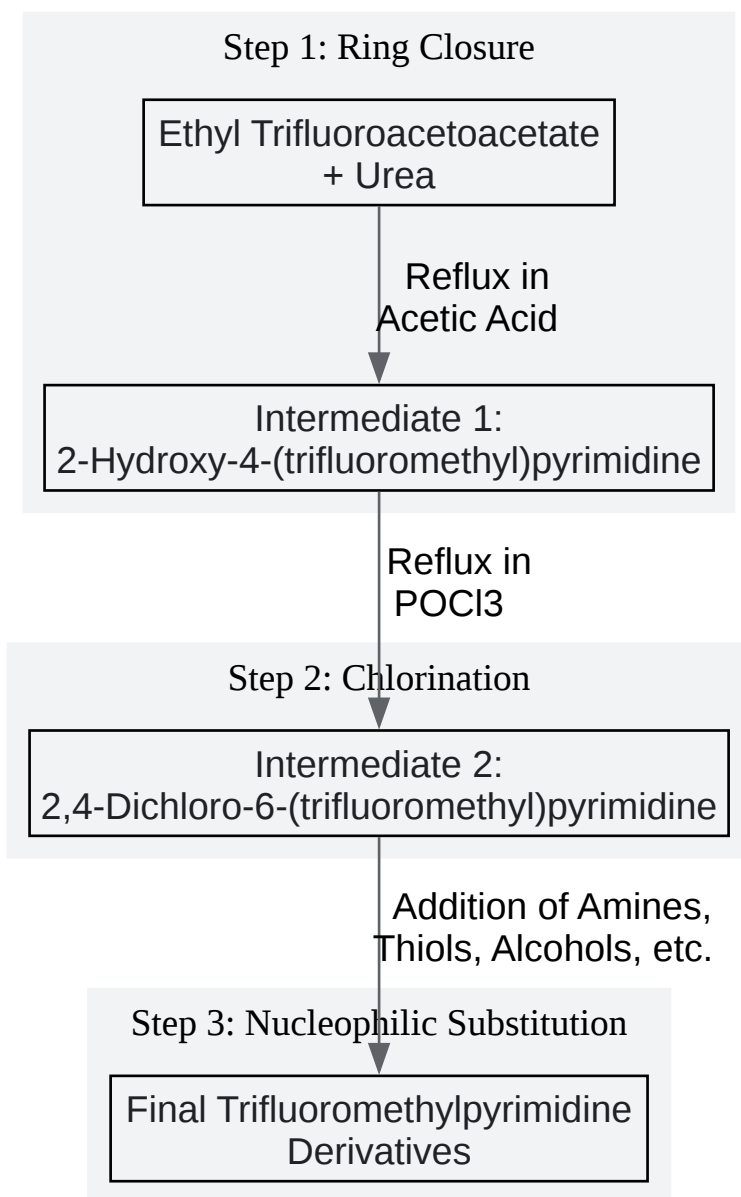 Step 1: Ring Closure
Ethyl Trifluoroacetoacetate
+ Urea
Reflux in
Acetic Acid
Intermediate 1:
2-Hydroxy-4-(trifluoromethyl)pyrimidine
Reflux in
POCl3
Step 2: Chlorination
Intermediate 2:
2,4-Dichloro-6-(trifluoromethyl)pyrimidine
Addition of Amines,
Thiols, Alcohols, etc.
Step 3: Nucleophilic Substitution
Final Trifluoromethylpyrimidine
Derivatives